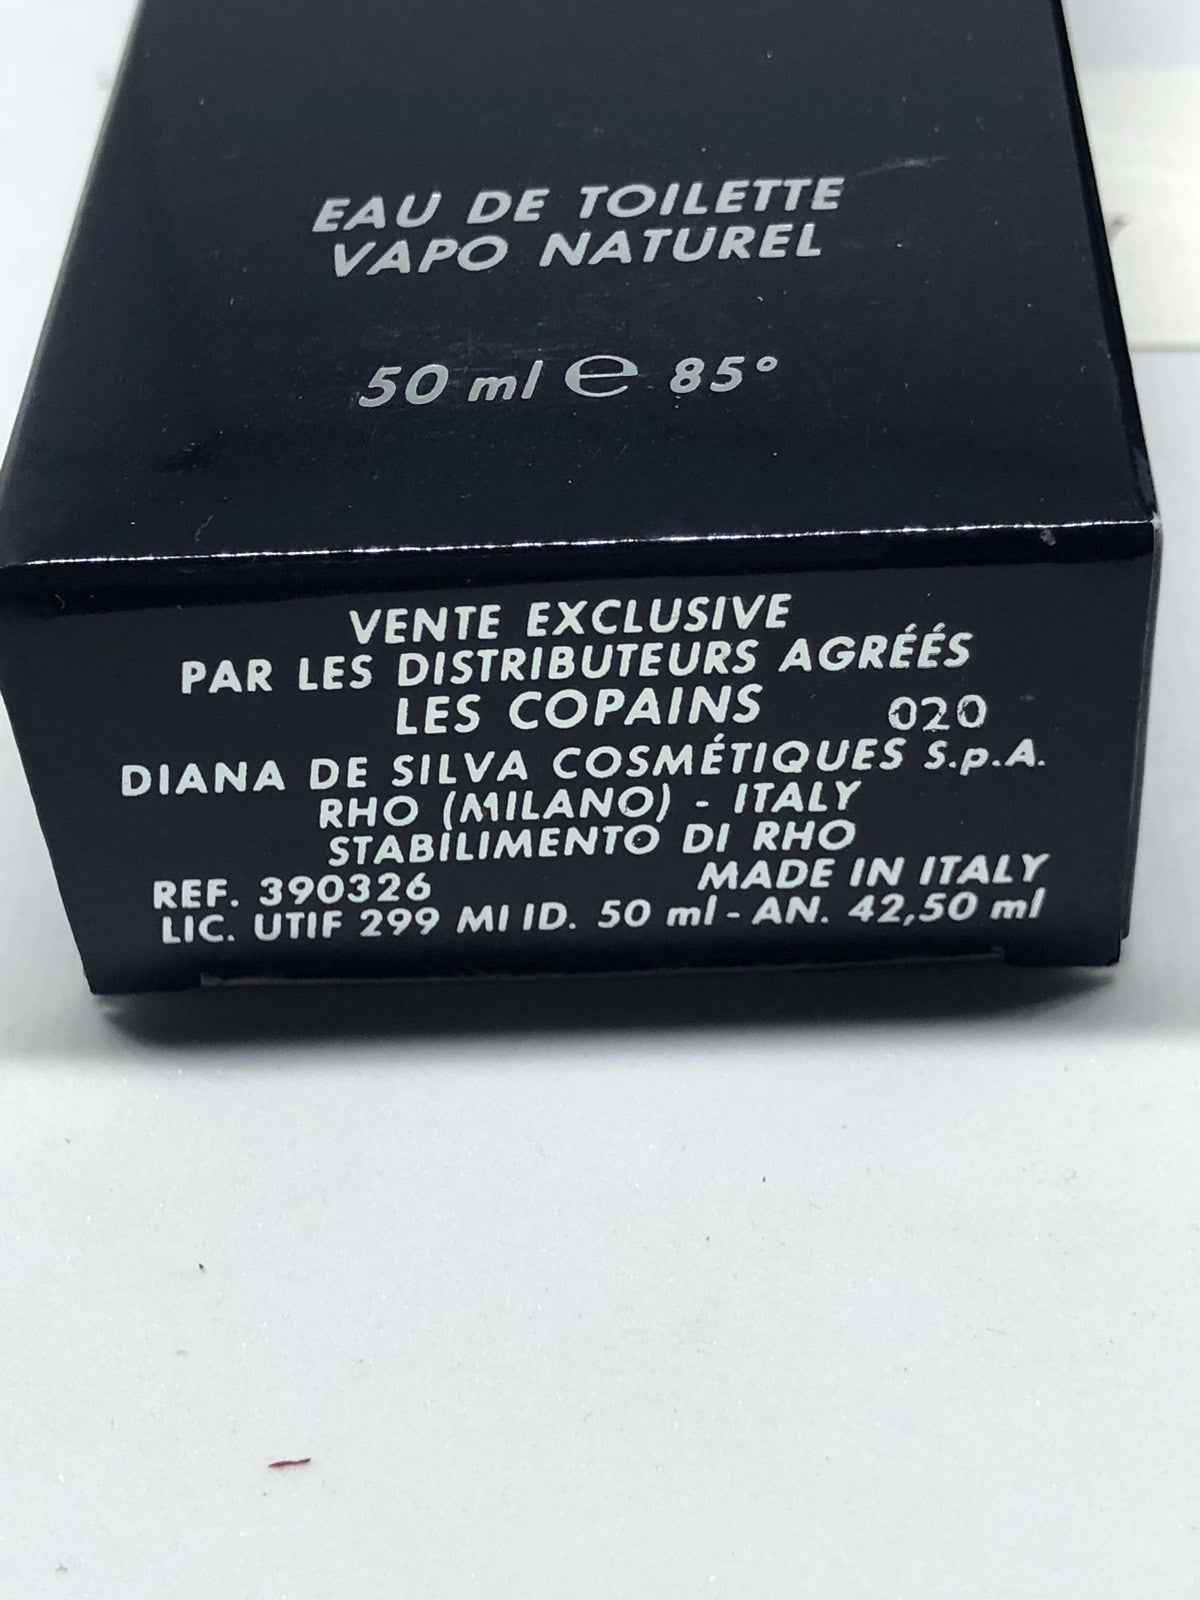 EAU DE TOILETTE
VAPO NATUREL
50 ml ℮ 85°
VENTE EXCLUSIVE
PAR LES DISTRIBUTEURS AGRÉÉS
LES COPAINS 020
DIANA DE SILVA COSMÉTIQUES S.p.A.
RHO (MILANO) - ITALY
STABILIMENTO DI RHO
REF. 390326 MADE IN ITALY
LIC. UTIF 299 MI ID. 50 ml - AN. 42,50 ml